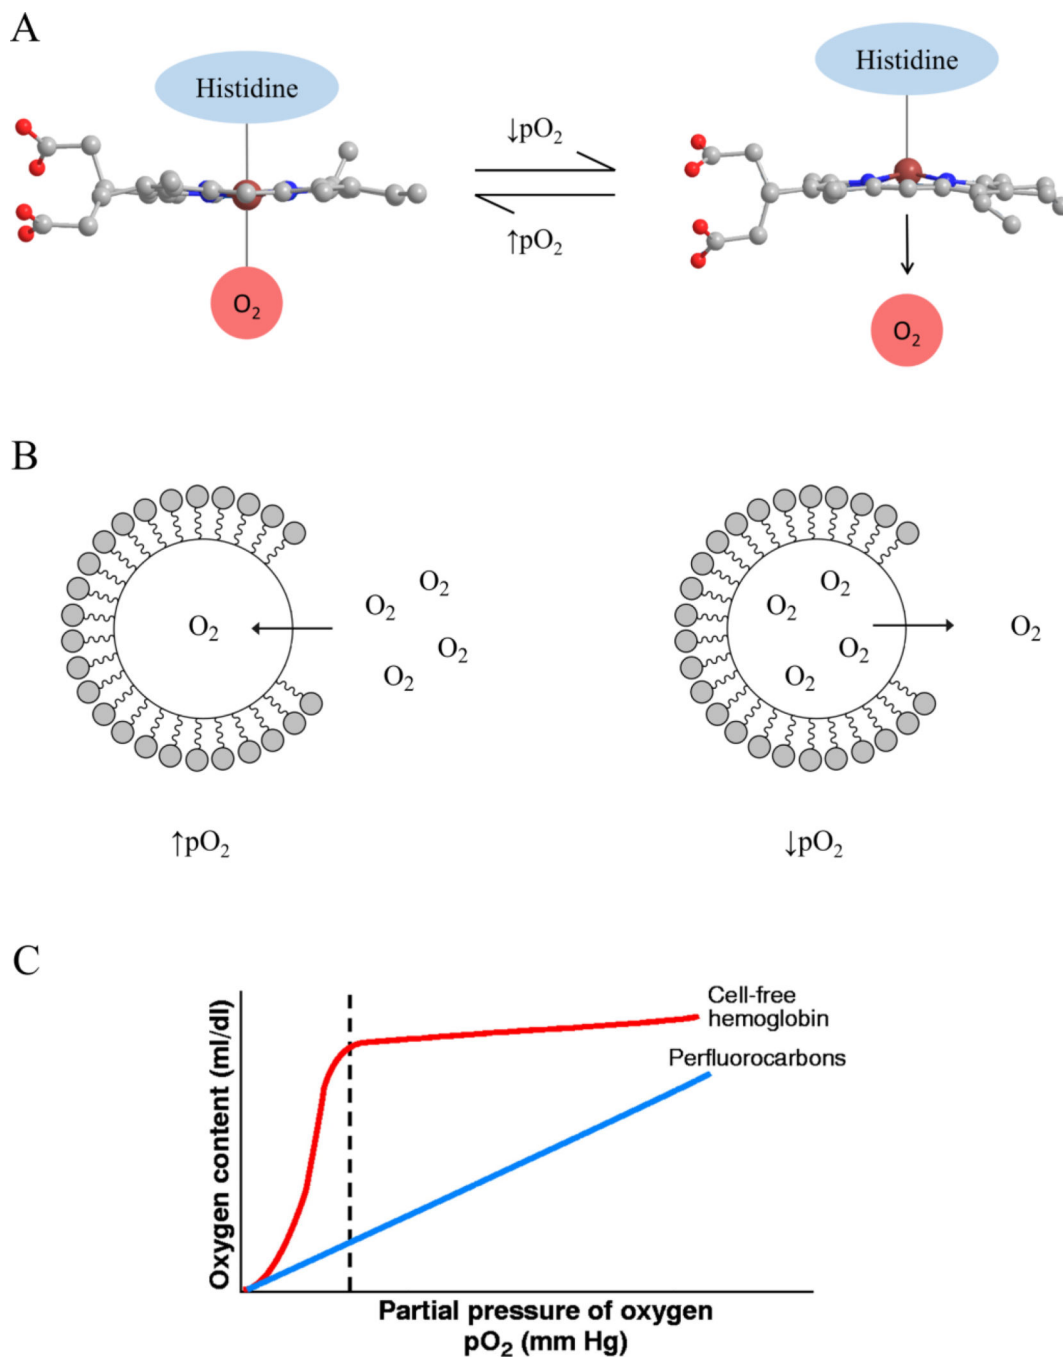 A
Histidine
O₂
↓pO₂
↑pO₂
Histidine
O₂
B
O₂
O₂
O₂
O₂
O₂
↑pO₂
O₂
O₂
O₂
O₂
O₂
↓pO₂
C
Oxygen content (ml/dl)
Cell-free
hemoglobin
Perfluorocarbons
Partial pressure of oxygen
pO₂ (mm Hg)